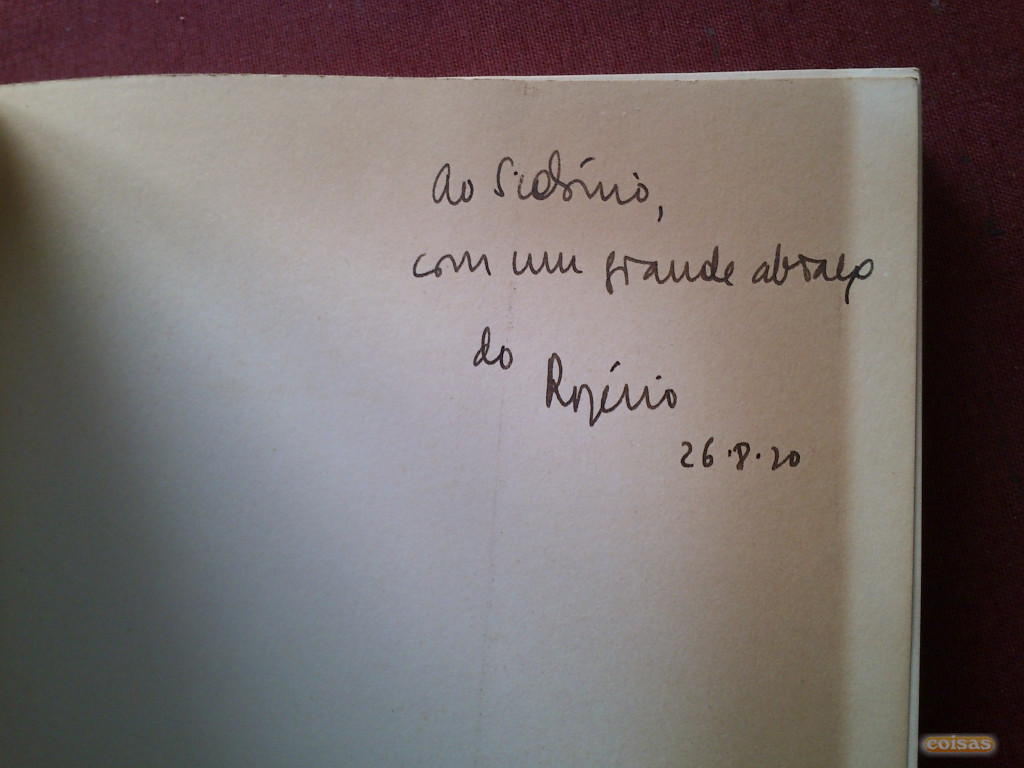 Ao Sidónio,
com um grande abraço
do
Rogério
26.8.20
coisas